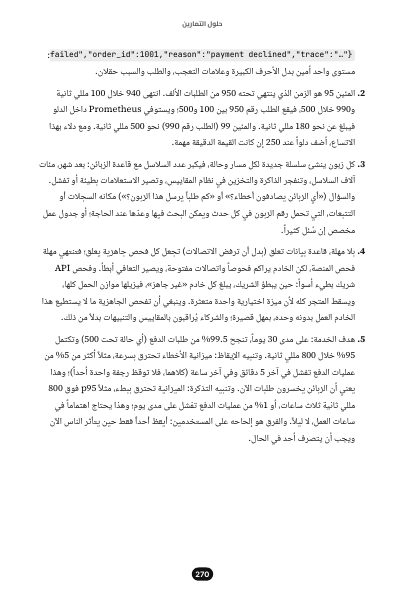 حلول التمارين
failed","order_id":1001,"reason":"payment declined","trace":"…"}
مستوى واحد أمين بدل الأحرف الكبيرة وعلامات التعجب، والطلب والسبب حقلان.
2. المئين 95 هو الزمن الذي ينتهي تحته 950 من الطلبات الألف. انتهى 940 خلال 100 مللي ثانية
و990 خلال 500، فيقع الطلب رقم 950 بين 100 و500؛ ويستوفي Prometheus داخل الدلو
فيبلغ عن نحو 180 مللي ثانية. والمئين 99 (الطلب رقم 990) نحو 500 مللي ثانية. ومع دلاء بهذا
الاتساع، أضف دلواً عند 250 إن كانت القيمة الدقيقة مهمة.
3. كل زبون ينشئ سلسلة جديدة لكل مسار وحالة، فيكبر عدد السلاسل مع قاعدة الزبائن: بعد شهر، مئات
آلاف السلاسل، وتنفجر الذاكرة والتخزين في نظام المقاييس، وتصير الاستعلامات بطيئة أو تفشل.
والسؤال («أي الزبائن يصادفون أخطاء؟» أو «كم طلباً يرسل هذا الزبون؟») مكانه السجلات أو
التتبعات، التي تحمل رقم الزبون في كل حدث ويمكن البحث فيها وعدّها عند الحاجة؛ أو جدول عمل
مخصص إن سُئل كثيراً.
4. بلا مهلة، قاعدة بيانات تعلق (بدل أن ترفض الاتصالات) تجعل كل فحص جاهزية يعلق؛ فتنتهي مهلة
فحص المنصة، لكن الخادم يراكم فحوصاً واتصالات مفتوحة، ويصير التعافي أبطأ. وفحص API
شريك بطيء أسوأ: حين يبطؤ الشريك، يبلغ كل خادم «غير جاهز»، فيزيلها موازن الحمل كلها،
ويسقط المتجر كله لأن ميزة اختيارية واحدة متعثرة. وينبغي أن تفحص الجاهزية ما لا يستطيع هذا
الخادم العمل بدونه وحده، بمهل قصيرة؛ والشركاء يُراقبون بالمقاييس والتنبيهات بدلاً من ذلك.
5. هدف الخدمة: على مدى 30 يوماً، تنجح 99.5% من طلبات الدفع (أي حالة تحت 500) وتكتمل
95% خلال 800 مللي ثانية. وتنبيه الإيقاظ: ميزانية الأخطاء تحترق بسرعة، مثلاً أكثر من 5% من
عمليات الدفع تفشل في آخر 5 دقائق وفي آخر ساعة (كلاهما، فلا توقظ رجفة واحدة أحداً)؛ وهذا
يعني أن الزبائن يخسرون طلبات الآن. وتنبيه التذكرة: الميزانية تحترق ببطء، مثلاً p95 فوق 800
مللي ثانية ثلاث ساعات، أو 1% من عمليات الدفع تفشل على مدى يوم؛ وهذا يحتاج اهتماماً في
ساعات العمل، لا ليلاً. والفرق هو إلحاحه على المستخدمين: أيقظ أحداً فقط حين يتأثر الناس الآن
ويجب أن يتصرف أحد في الحال.
270